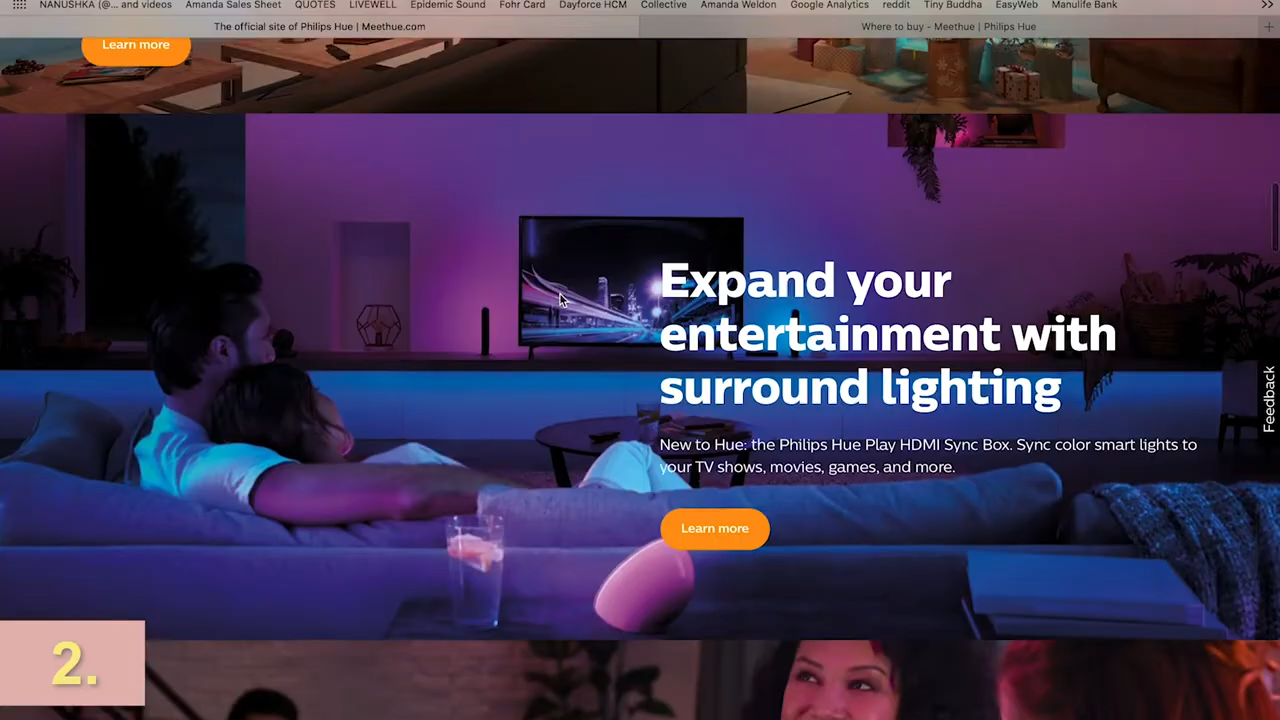 NANUSHKA (@... and videos
Amanda Sales Sheet
QUOTES
LIVEWELL
Epidemic Sound
Fohr Card
Dayforce HCM
Collective
Amanda Weldon
Google Analytics
reddit
Tiny Buddha
EasyWeb
Manulife Bank
The official site of Philips Hue | Meethue.com
Where to buy - Meethue | Philips Hue
Learn more
Expand your
entertainment with
surround lighting
New to Hue: the Philips Hue Play HDMI Sync Box. Sync color smart lights to
your TV shows, movies, games, and more.
Learn more
Feedback
2.